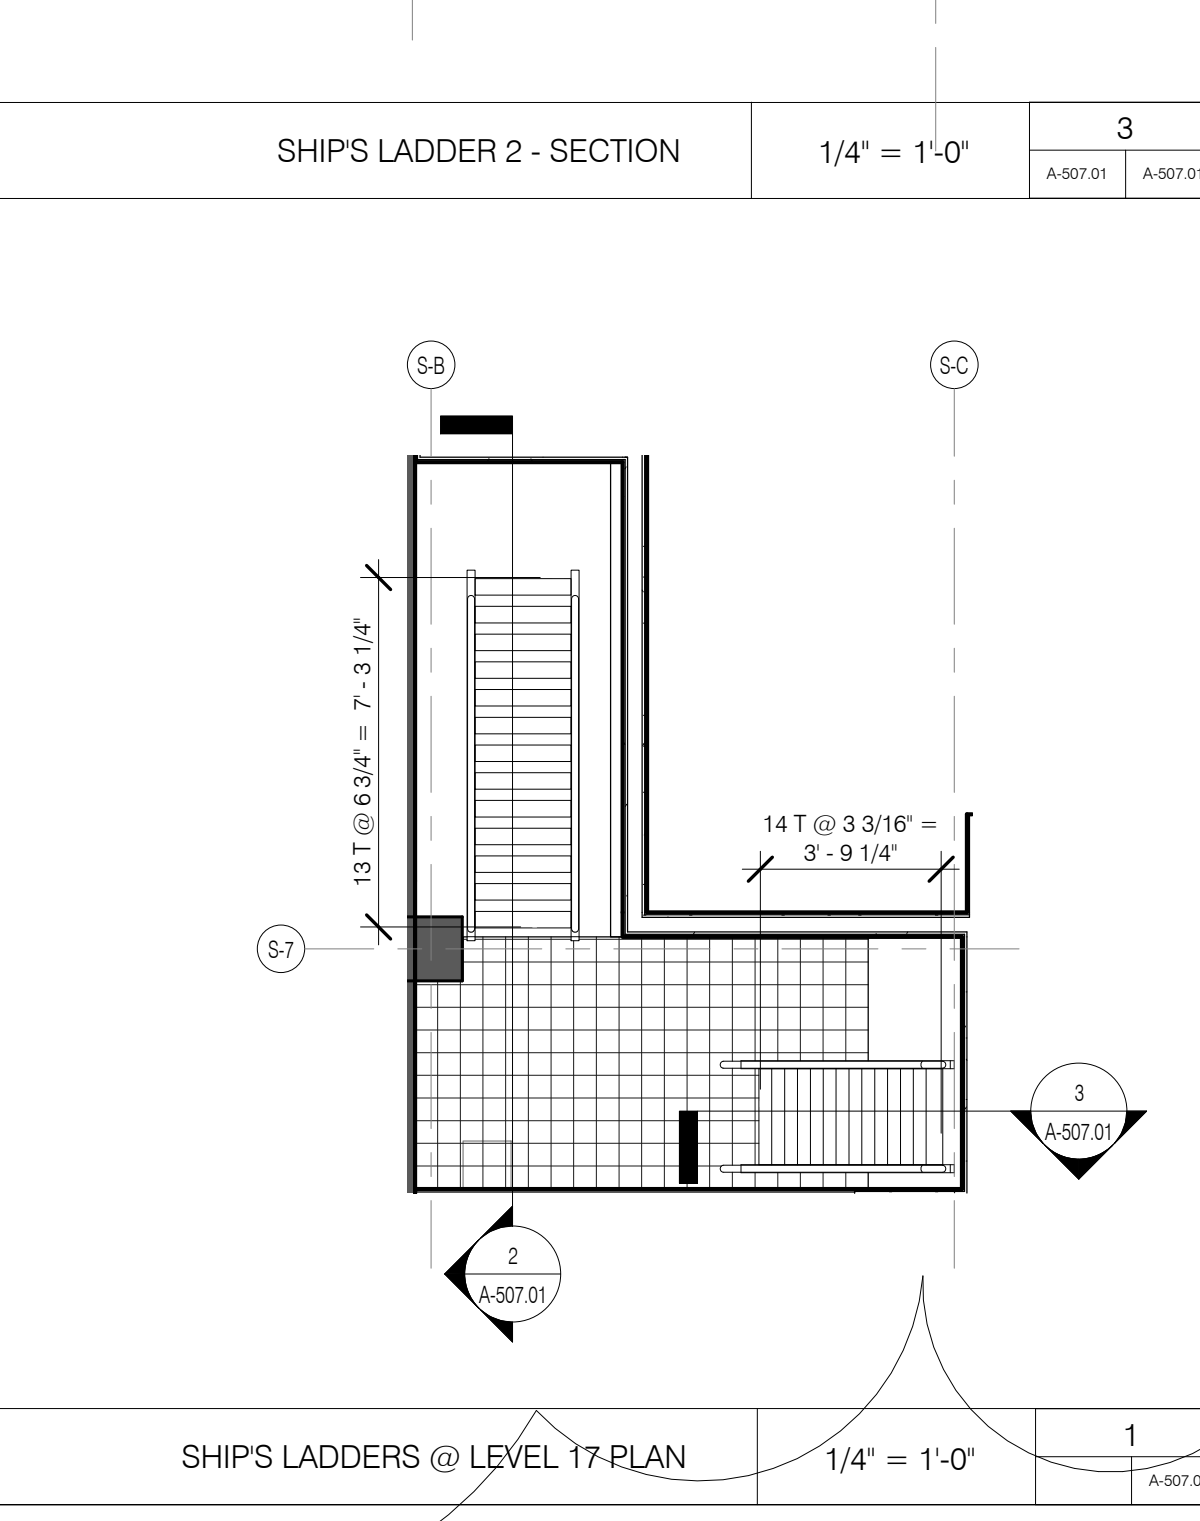 SHIP'S LADDER 2 - SECTION
1/4" = 1'-0"
3
A-507.01
A-507.01
S-B
S-C
13 T @ 6 3/4" = 7' - 3 1/4"
14 T @ 3 3/16" =
3' - 9 1/4"
S-7
3
A-507.01
2
A-507.01
SHIP'S LADDERS @ LEVEL 17 PLAN
1/4" = 1'-0"
1
A-507.0